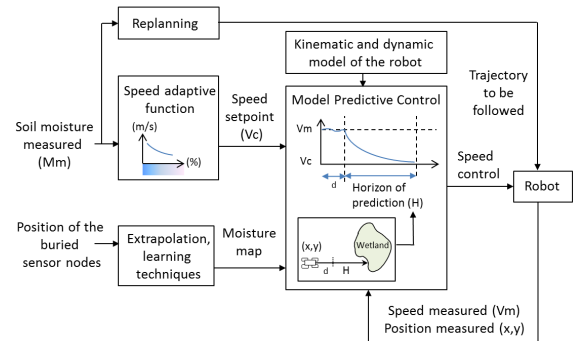 Replanning
Kinematic and dynamic
model of the robot
Trajectory
to be
followed
Speed adaptive
function
(m/s)
(%)
Speed
setpoint
(Vc)
Soil moisture
measured
(Mm)
Model Predictive Control
Vm
Vc
d
Horizon of
prediction (H)
Speed
control
Robot
Position of the
buried
sensor nodes
Extrapolation,
learning
techniques
Moisture
map
(x,y)
Wetland
d H
Speed measured (Vm)
Position measured (x,y)